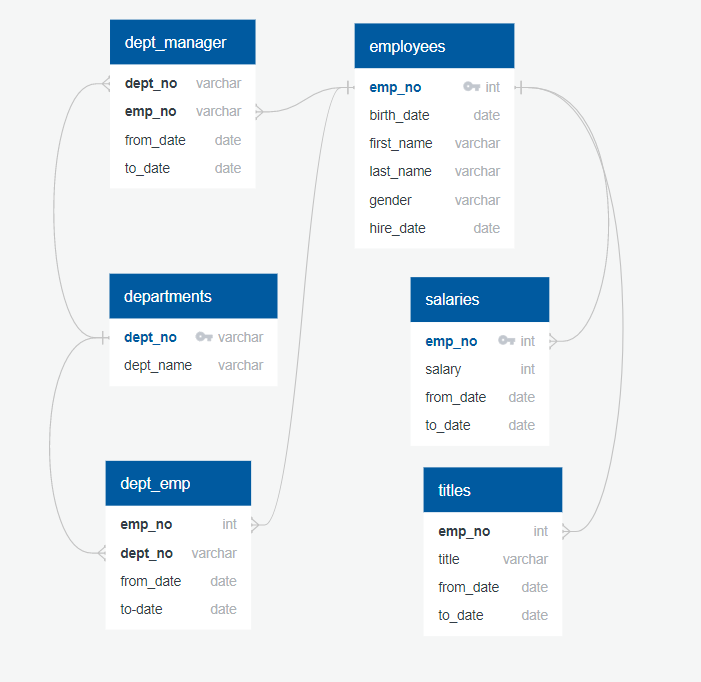 dept_manager
dept_no varchar
emp_no varchar
from_date date
to_date date
employees
emp_no int
birth_date date
first_name varchar
last_name varchar
gender varchar
hire_date date
departments
dept_no varchar
dept_name varchar
salaries
emp_no int
salary int
from_date date
to_date date
dept_emp
emp_no int
dept_no varchar
from_date date
to-date date
titles
emp_no int
title varchar
from_date date
to_date date